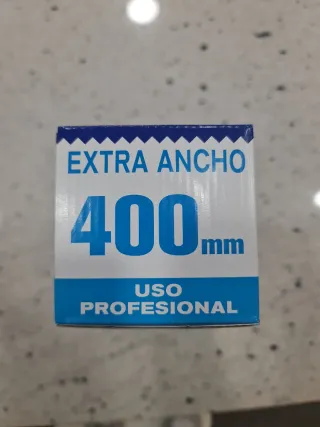 EXTRA ANCHO
400mm
USO
PROFESIONAL